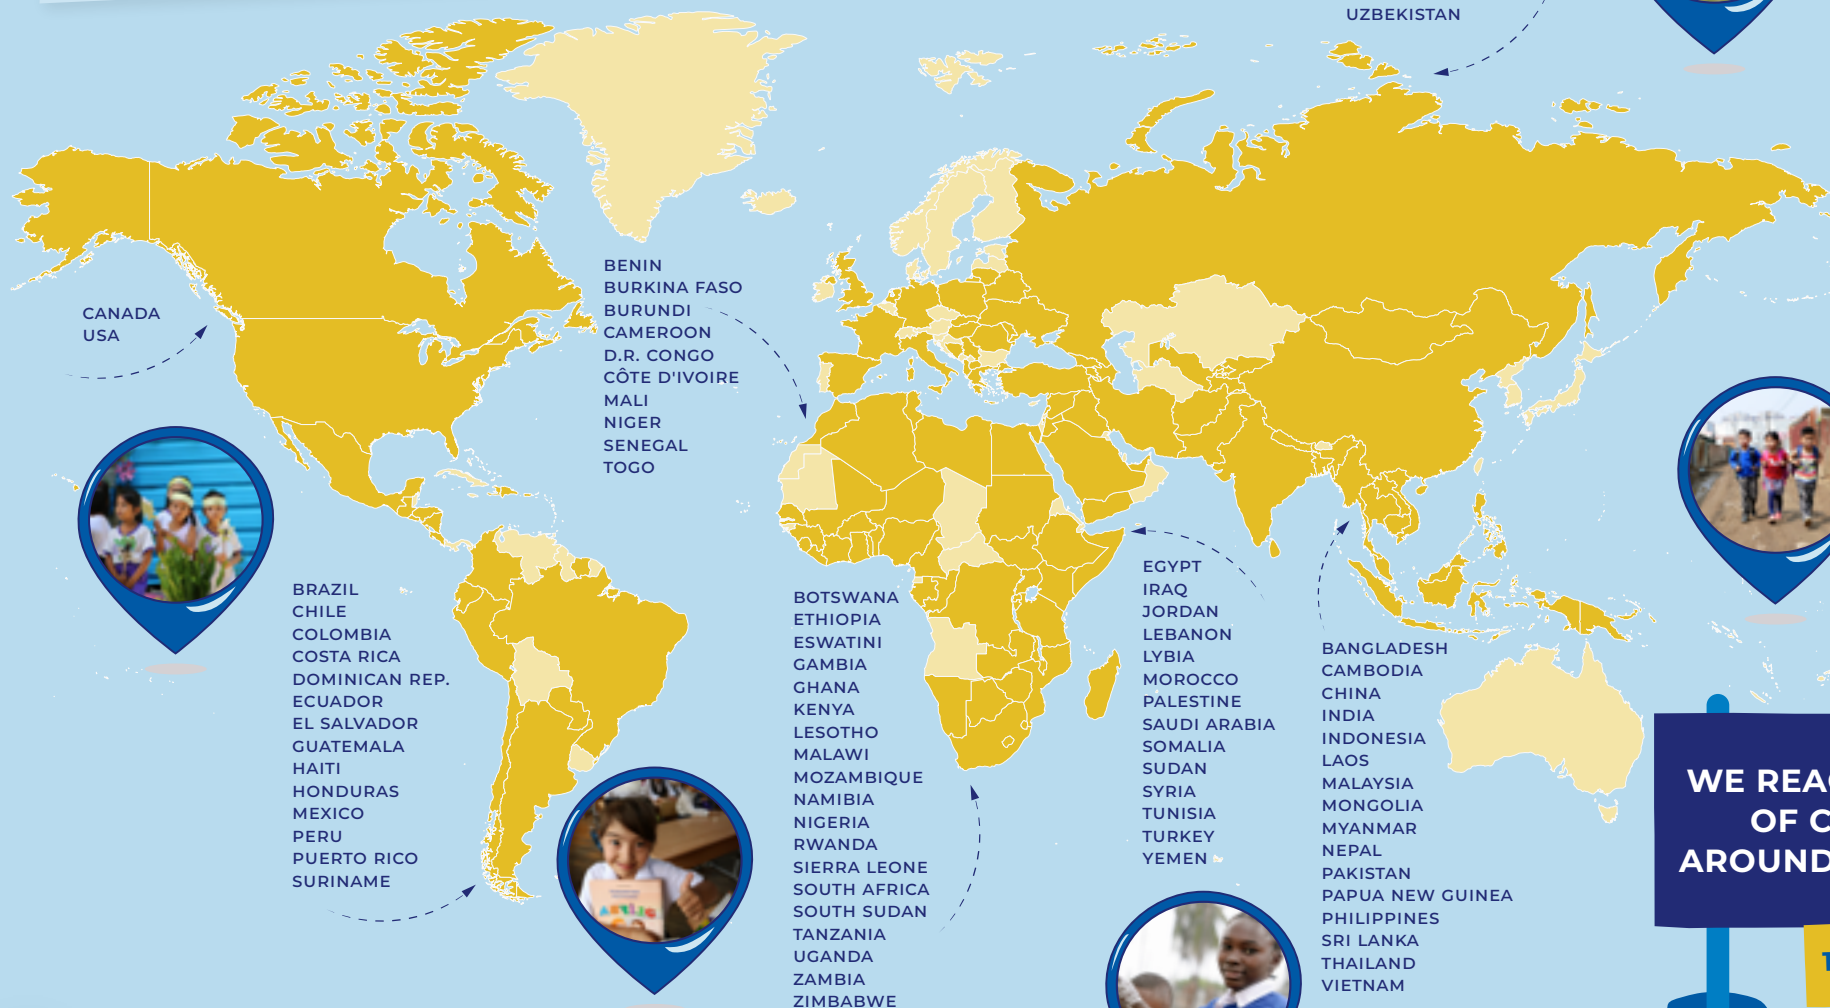 UZBEKISTAN
CANADA
USA
BENIN
BURKINA FASO
BURUNDI
CAMEROON
D.R. CONGO
CÔTE D'IVOIRE
MALI
NIGER
SENEGAL
TOGO
BRAZIL
CHILE
COLOMBIA
COSTA RICA
DOMINICAN REP.
ECUADOR
EL SALVADOR
GUATEMALA
HAITI
HONDURAS
MEXICO
PERU
PUERTO RICO
SURINAME
BOTSWANA
ETHIOPIA
ESWATINI
GAMBIA
GHANA
KENYA
LESOTHO
MALAWI
MOZAMBIQUE
NAMIBIA
NIGERIA
RWANDA
SIERRA LEONE
SOUTH AFRICA
SOUTH SUDAN
TANZANIA
UGANDA
ZAMBIA
ZIMBABWE
EGYPT
IRAQ
JORDAN
LEBANON
LYBIA
MOROCCO
PALESTINE
SAUDI ARABIA
SOMALIA
SUDAN
SYRIA
TUNISIA
TURKEY
YEMEN
BANGLADESH
CAMBODIA
CHINA
INDIA
INDONESIA
LAOS
MALAYSIA
MONGOLIA
MYANMAR
NEPAL
PAKISTAN
PAPUA NEW GUINEA
PHILIPPINES
SRI LANKA
THAILAND
VIETNAM
WE
OF
AROUND